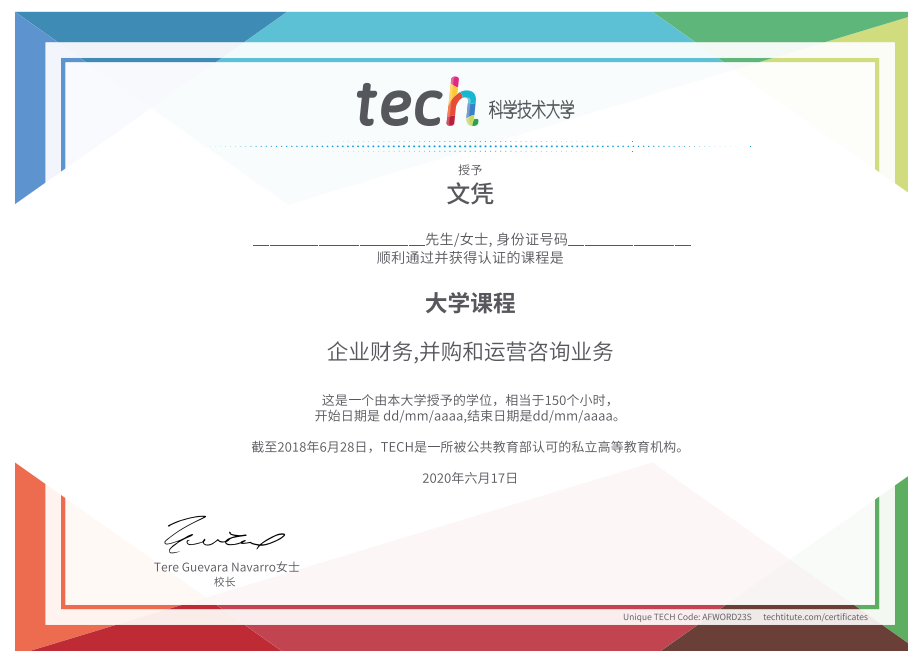 tech 科学技术大学
授予
文凭
_____________________先生/女士, 身份证号码_______________
顺利通过并获得认证的课程是
大学课程
企业财务,并购和运营咨询业务
这是一个由本大学授予的学位，相当于150个小时，
开始日期是 dd/mm/aaaa,结束日期是dd/mm/aaaa。
截至2018年6月28日，TECH是一所被公共教育部认可的私立高等教育机构。
2020年六月17日
Tere Guevara Navarro女士
校长
Unique TECH Code: AFWORD23S techtitute.com/certificates